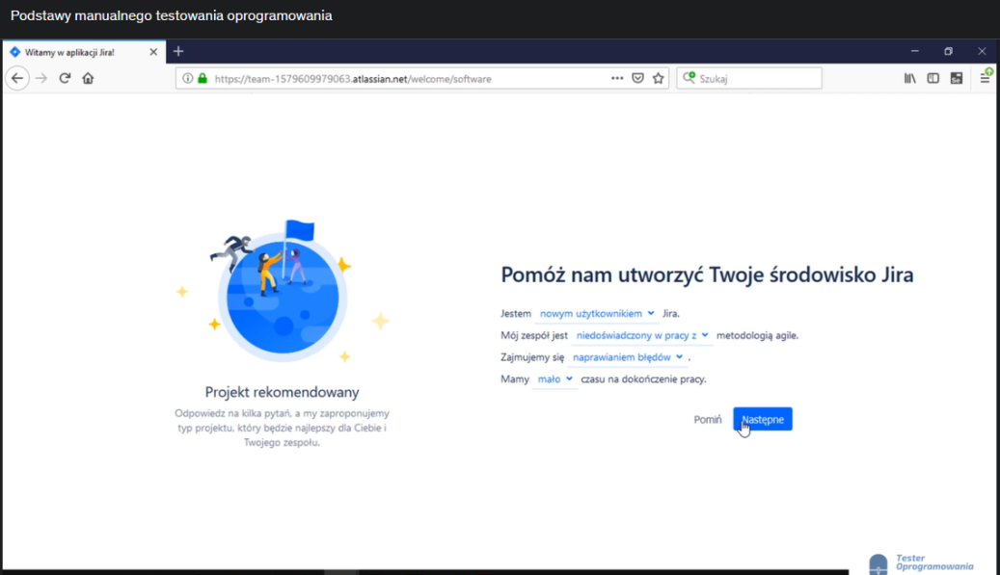 Podstawy manualnego testowania oprogramowania
Witamy w aplikacji Jira!
https://team-1579609979063.atlassian.net/welcome/software
Szukaj
Pomóż nam utworzyć Twoje środowisko Jira
Jestem nowym użytkownikiem Jira.
Mój zespół jest niedoświadczony w pracy z metodologią agile.
Zajmujemy się naprawianiem błędów .
Mamy mało czasu na dokończenie pracy.
Pomiń Następne
Projekt rekomendowany
Odpowiedz na kilka pytań, a my zaproponujemy
typ projektu, który będzie najlepszy dla Ciebie i
Twojego zespołu.
Tester
Oprogramowania